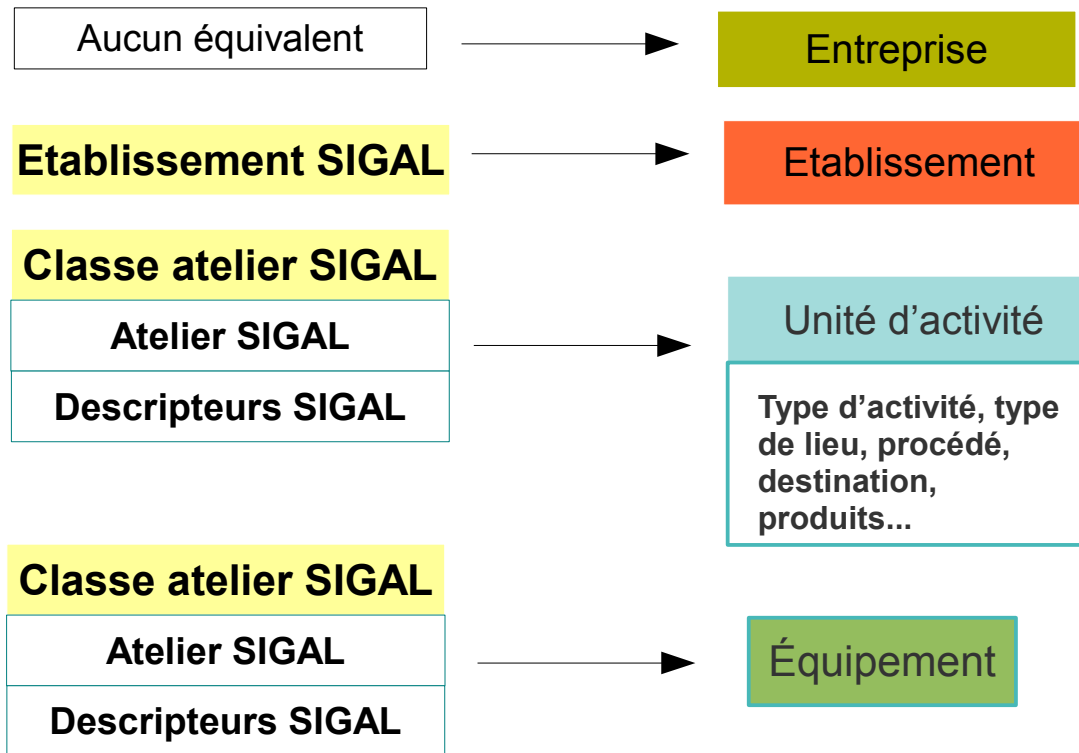 Aucun équivalent
Entreprise
Etablissement SIGAL
Etablissement
Classe atelier SIGAL
Atelier SIGAL
Descripteurs SIGAL
Unité d’activité
Type d’activité, type
de lieu, procédé,
destination,
produits...
Classe atelier SIGAL
Atelier SIGAL
Descripteurs SIGAL
Équipement